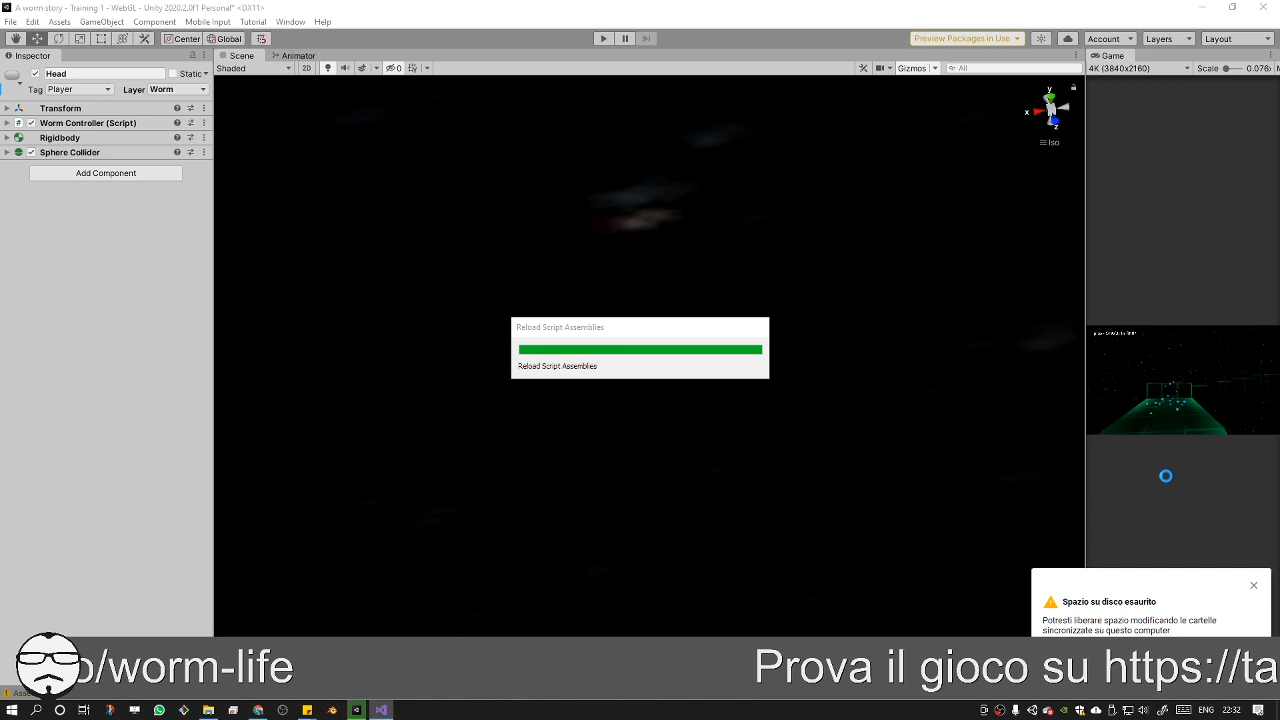 A worm story - Training 1 - WebGL - Unity 2020.2.0f1 Personal* <DX11>
File Edit Assets GameObject Component Mobile Input Tutorial Window Help
Center Global Preview Packages in Use Account Layers Layout
Inspector Scene Animator Game
Head Static Shaded 2D 0 Gizmos All 4K (3840x2160) Scale 0.076
Tag Player Layer Worm
Transform
Worm Controller (Script)
Rigidbody
Sphere Collider
Add Component
y
x
z
Iso
Reload Script Assemblies
Reload Script Assemblies
Spazio su disco esaurito
Potresti liberare spazio modificando le cartelle
sincronizzate su questo computer
o/worm-life Prova il gioco su https://ta
ENG 22:32